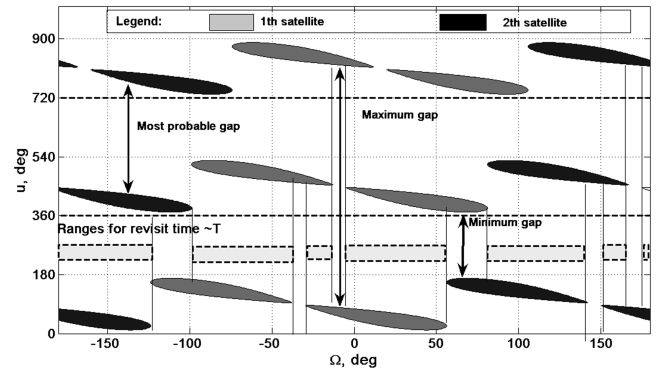 Legend: 1th satellite 2th satellite
900
720
540
360
180
0
u, deg
Most probable gap
Maximum gap
Minimum gap
Ranges for revisit time ~T
-150 -100 -50 0 50 100 150
Ω, deg